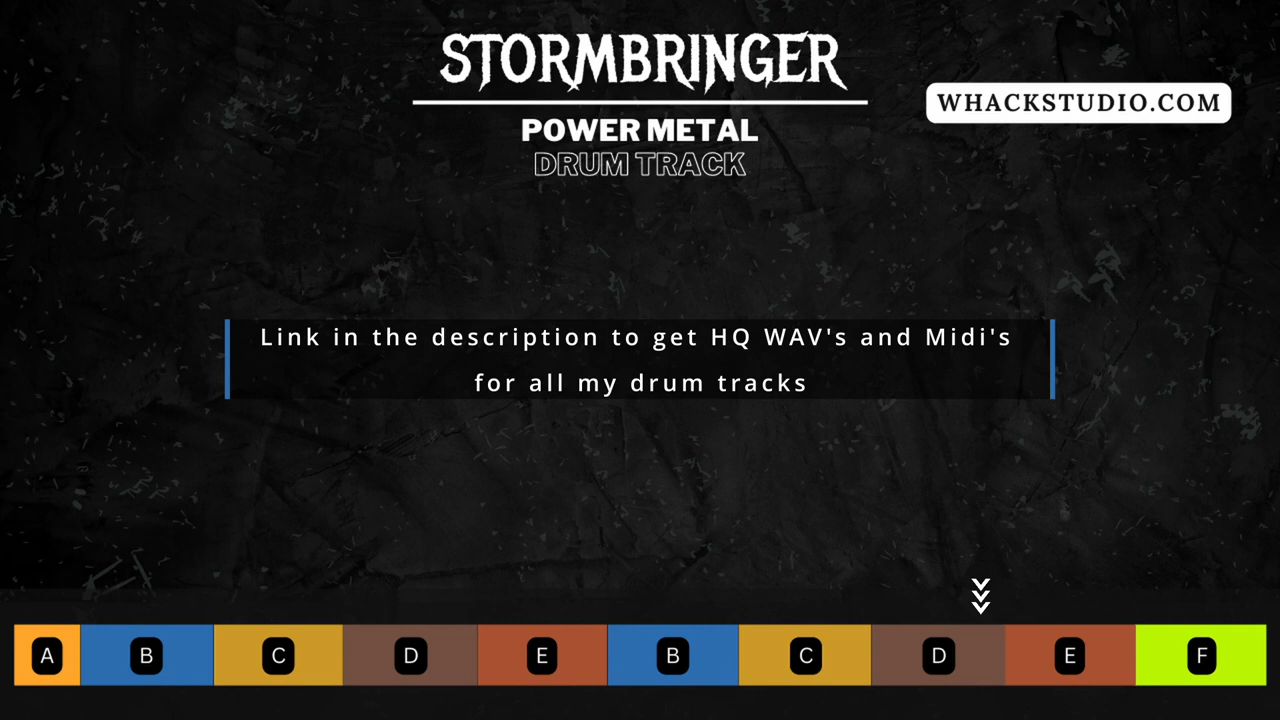 STORMBRINGER
POWER METAL
DRUM TRACK
WHACKSTUDIO.COM
Link in the description to get HQ WAV's and Midi's
for all my drum tracks
A B C D E B C D E F